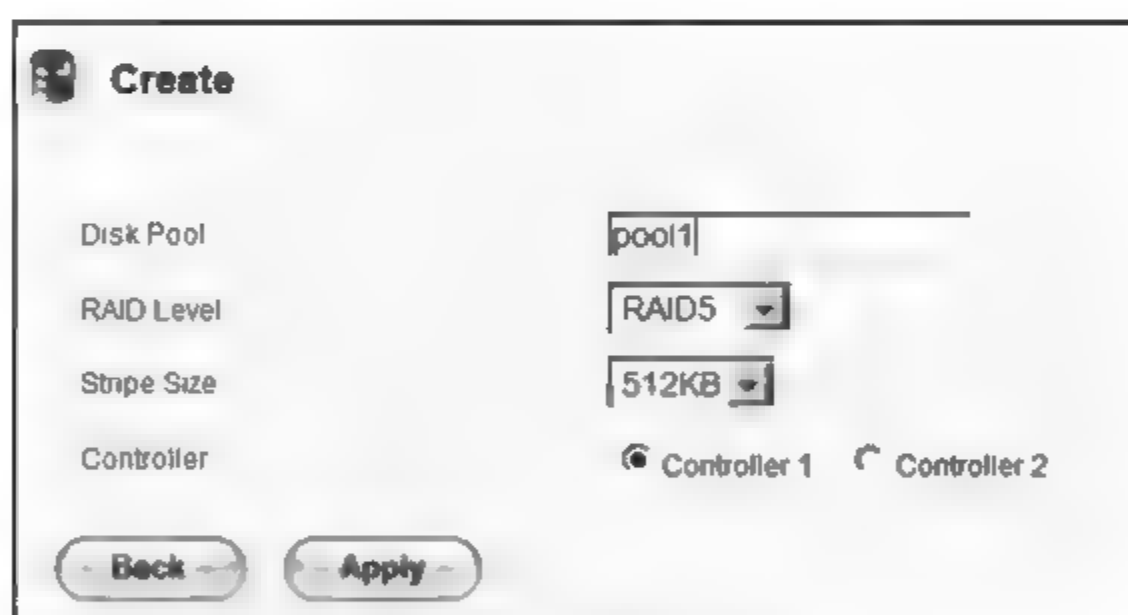 Create
Disk Pool pool1
RAID Level RAID5
Stripe Size 512KB
Controller Controller 1 Controller 2
Back Apply